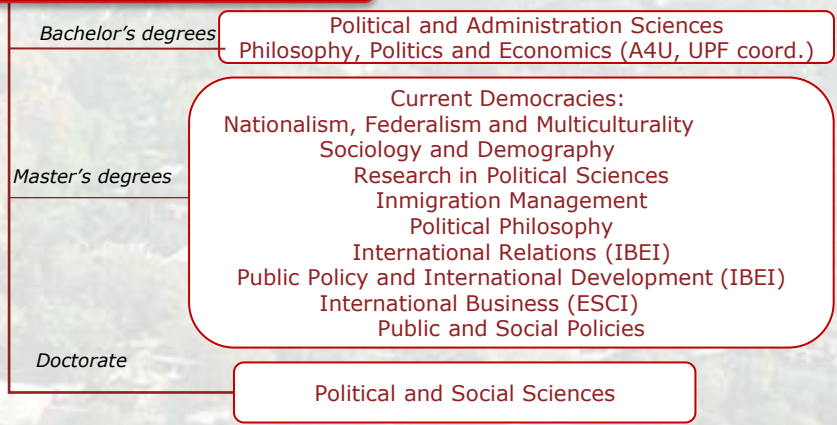 Bachelor's degrees
Political and Administration Sciences
Philosophy, Politics and Economics (A4U, UPF coord.)
Master's degrees
Current Democracies:
Nationalism, Federalism and Multiculturality
Sociology and Demography
Research in Political Sciences
Inmigration Management
Political Philosophy
International Relations (IBEI)
Public Policy and International Development (IBEI)
International Business (ESCI)
Public and Social Policies
Doctorate
Political and Social Sciences